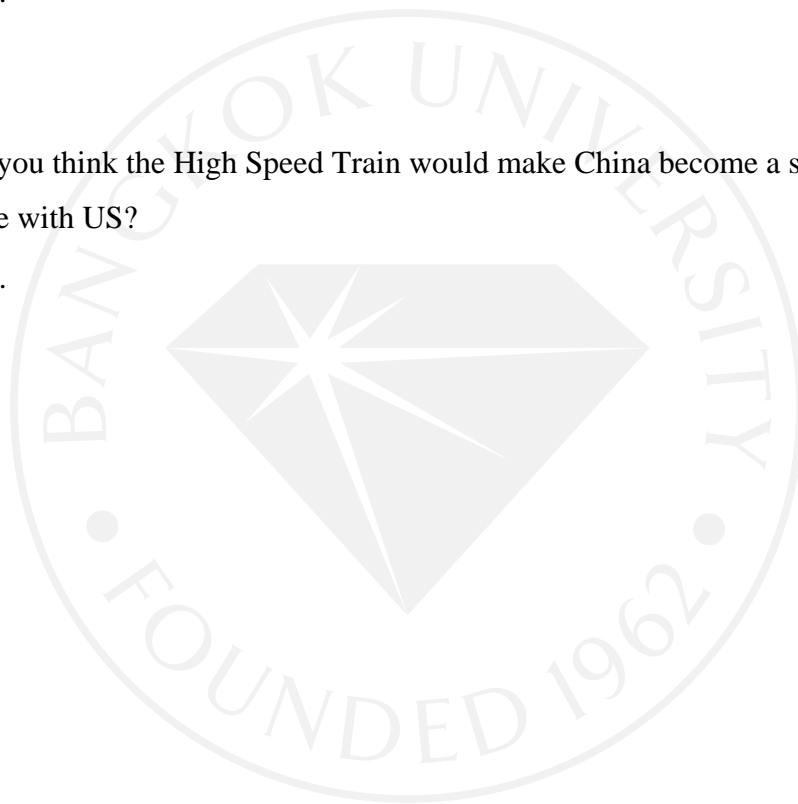 .
you think the High Speed Train would make China become a s
e with US?
.
BANGKOK UNIVERSITY
• FOUNDED 1962 •